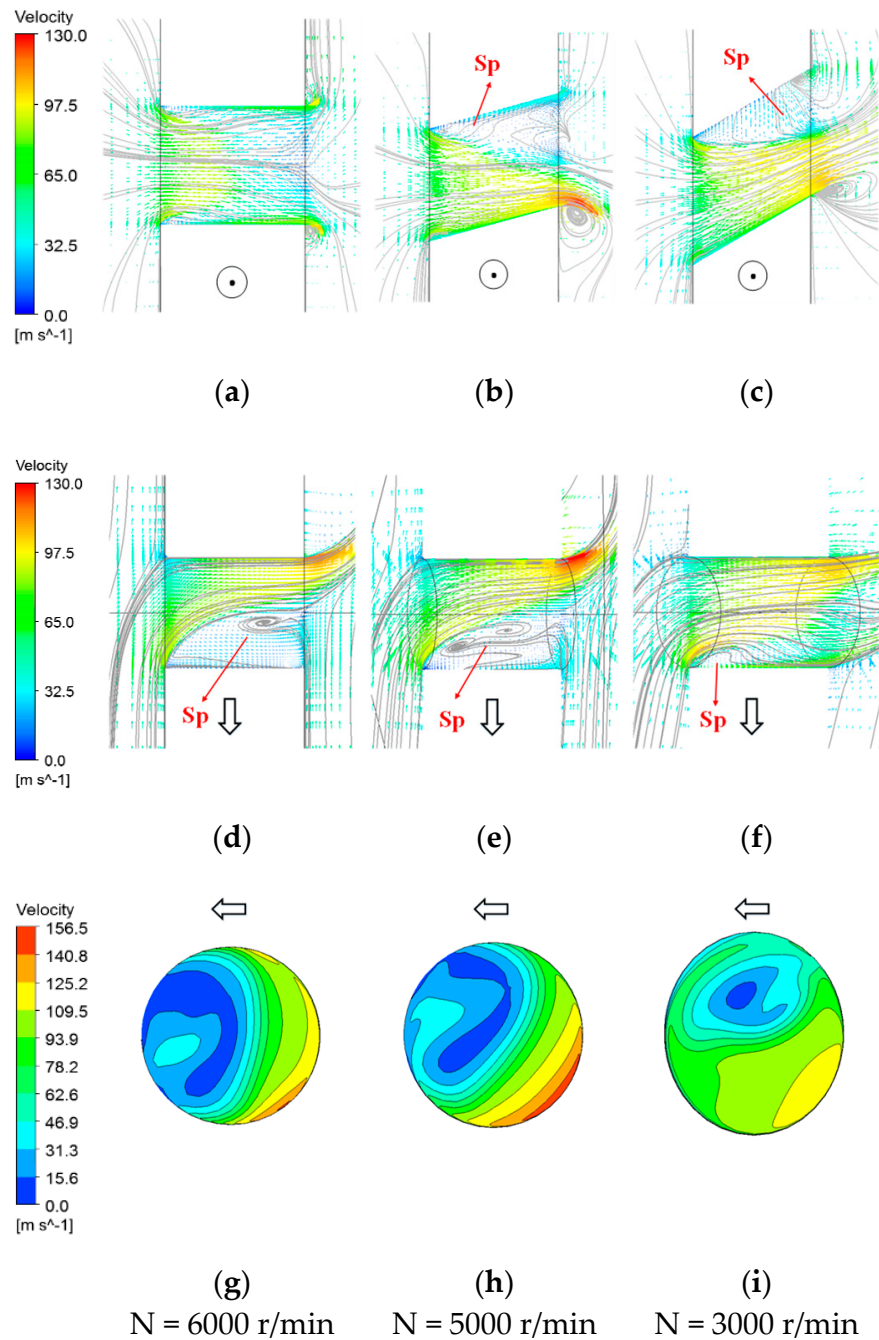 Velocity
130.0
97.5
65.0
32.5
0.0
[m s^-1]
Sp
Sp
(a)
(b)
(c)
Velocity
130.0
97.5
65.0
32.5
0.0
[m s^-1]
Sp
Sp
Sp
(d)
(e)
(f)
Velocity
156.5
140.8
125.2
109.5
93.9
78.2
62.6
46.9
31.3
15.6
0.0
[m s^-1]
(g)
(h)
(i)
N = 6000 r/min
N = 5000 r/min
N = 3000 r/min